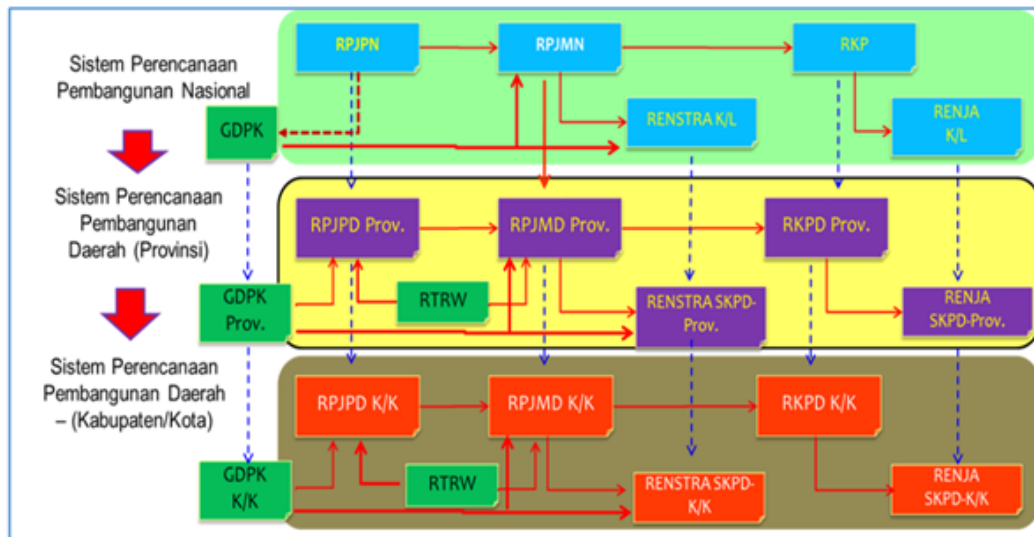 Sistem Perencanaan
Pembangunan Nasional
RPJPN
RPJMN
RKP
GDPK
RENSTRA K/L
RENJA
K/L
Sistem Perencanaan
Pembangunan
Daerah (Provinsi)
RPJPD Prov.
RPJMD Prov.
RKPD Prov.
GDPK
Prov.
RTRW
RENSTRA SKPD-
Prov.
RENJA
SKPD-Prov.
Sistem Perencanaan
Pembangunan Daerah
– (Kabupaten/Kota)
RPJPD K/K
RPJMD K/K
RKPD K/K
GDPK
K/K
RTRW
RENSTRA SKPD-
K/K
RENJA
SKPD-K/K